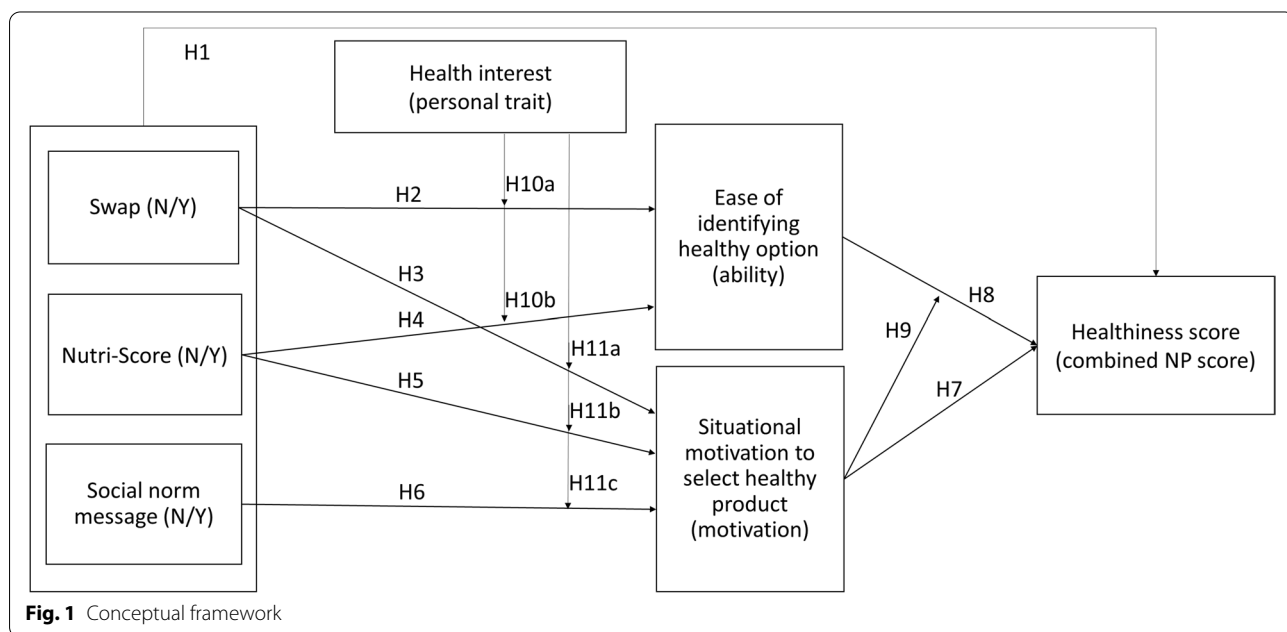 H1
Health interest
(personal trait)
Swap (N/Y)
H2
H10a
Ease of
identifying
healthy option
(ability)
H3
H10b
H4
Nutri-Score (N/Y)
H11a
H5
H11b
H9
H8
Healthiness score
(combined NP score)
H7
Situational
motivation to
select healthy
product
(motivation)
Social norm
message (N/Y)
H6
H11c
Fig. 1 Conceptual framework